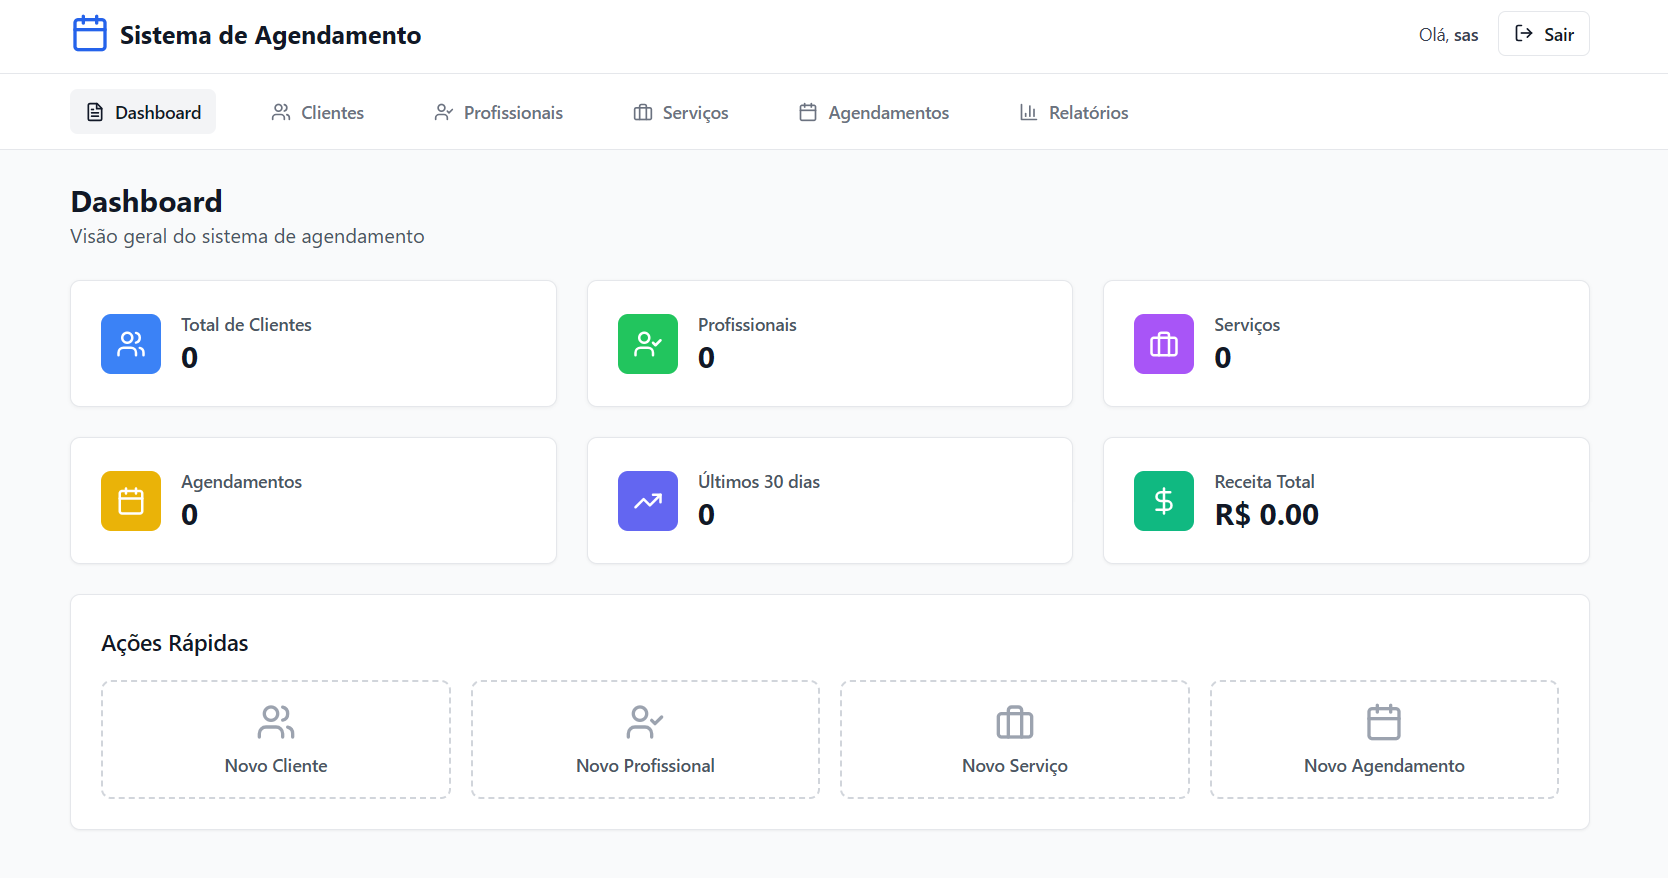 Sistema de Agendamento
Olá, sas
Sair
Dashboard
Clientes
Profissionais
Serviços
Agendamentos
Relatórios
Dashboard
Visão geral do sistema de agendamento
Total de Clientes
0
Profissionais
0
Serviços
0
Agendamentos
0
Últimos 30 dias
0
Receita Total
R$ 0.00
Ações Rápidas
Novo Cliente
Novo Profissional
Novo Serviço
Novo Agendamento